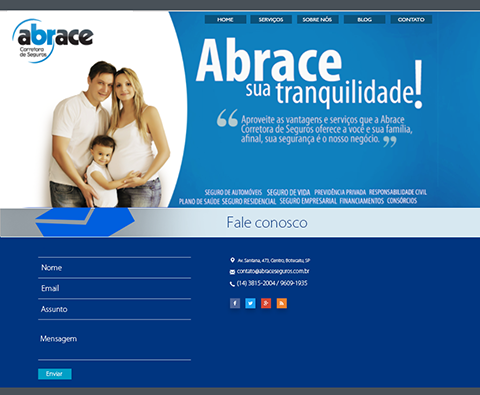 HOME SERVIÇOS SOBRE NÓS BLOG CONTATO
abrace
Corretora
de Seguros
Abrace
sua tranquilidade!
“ Aproveite as vantagens e serviços que a Abrace
Corretora de Seguros oferece a você e sua família,
afinal, sua segurança é o nosso negócio. ”
SEGURO DE AUTOMÓVEIS SEGURO DE VIDA PREVIDÊNCIA PRIVADA RESPONSABILIDADE CIVIL
PLANO DE SAÚDE SEGURO RESIDENCIAL SEGURO EMPRESARIAL FINANCIAMENTOS CONSÓRCIOS
Fale conosco
Nome
Email
Assunto
Mensagem
Enviar
Av. Santana, 473, Centro, Botucatu, SP
contato@abraceseguros.com.br
(14) 3815-2004 / 9609-1935